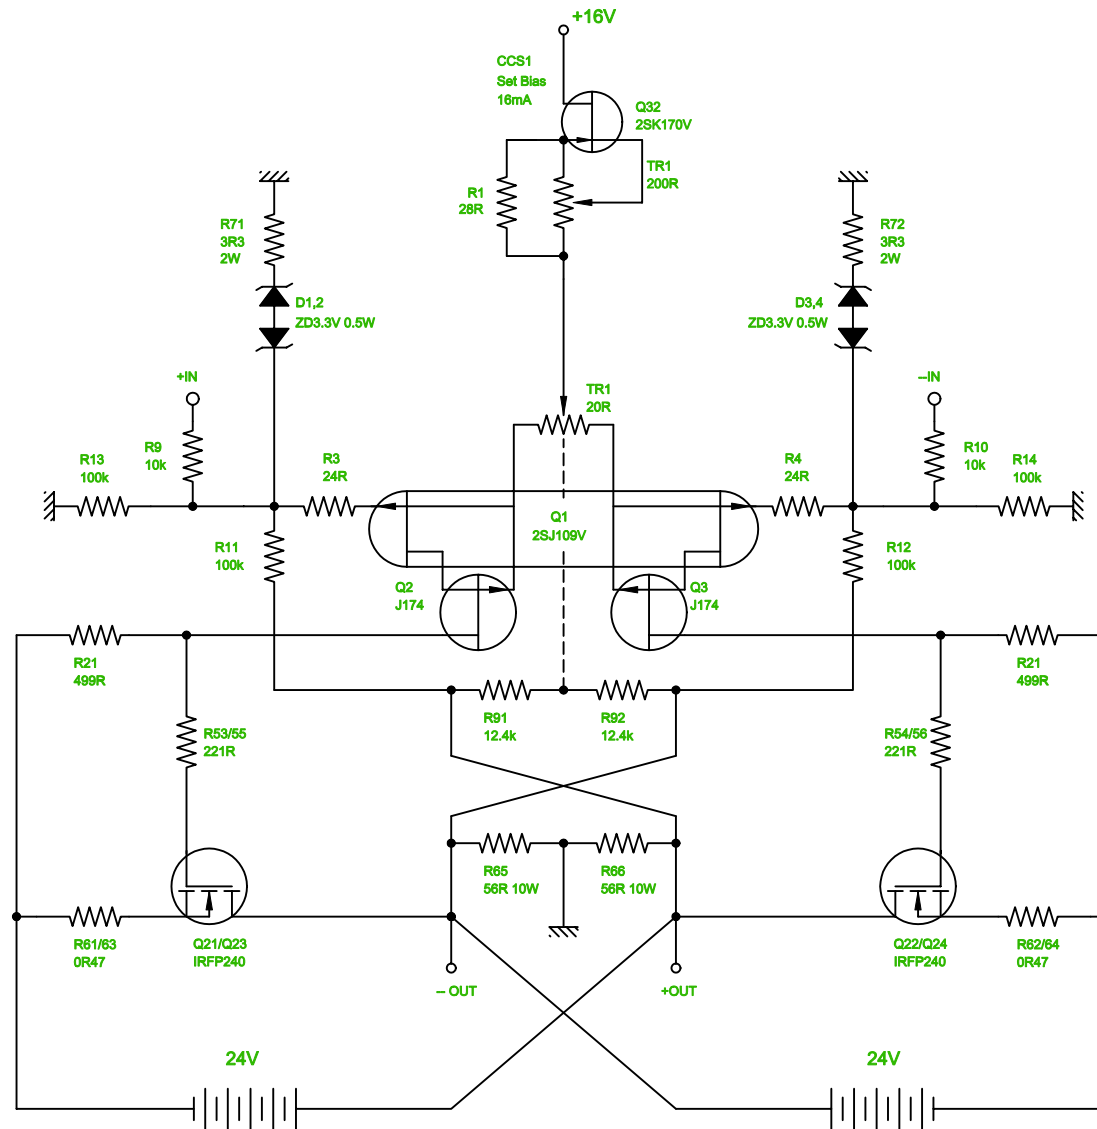 +16V
CCS1
Set Bias
16mA
Q32
2SK170V
TR1
200R
R1
28R
R71
3R3
2W
R72
3R3
2W
D1,2
ZD3.3V 0.5W
D3,4
ZD3.3V 0.5W
+IN
--IN
TR1
20R
R13
100k
R9
10k
R3
24R
R4
24R
R10
10k
R14
100k
Q1
2SJ109V
R11
100k
R12
100k
Q2
J174
Q3
J174
R21
499R
R21
499R
R91
12.4k
R92
12.4k
R53/55
221R
R54/56
221R
R65
56R 10W
R66
56R 10W
R61/63
0R47
Q21/Q23
IRFP240
Q22/Q24
IRFP240
R62/64
0R47
-- OUT
+OUT
24V
24V